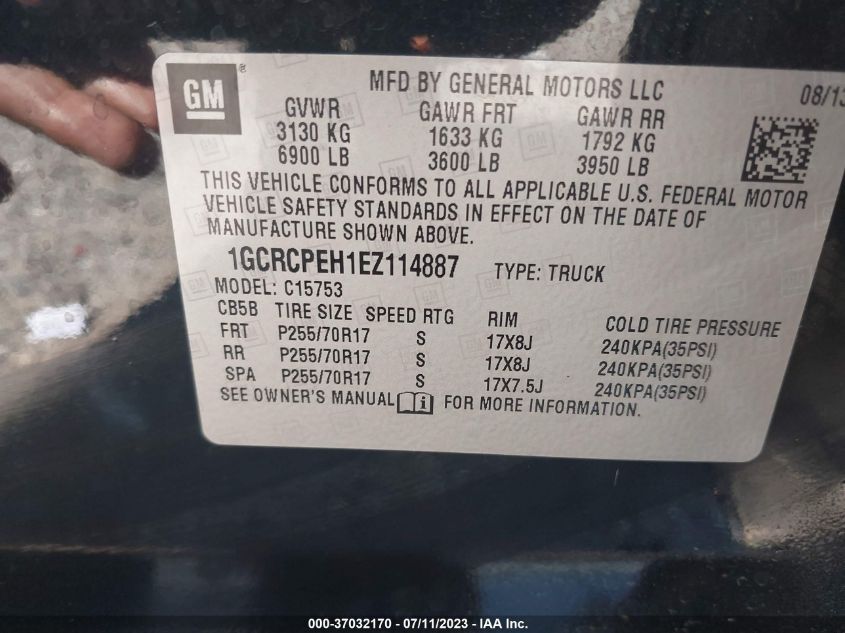 GM ®
MFD BY GENERAL MOTORS LLC 08/13
GVWR GAWR FRT GAWR RR
3130 KG 1633 KG 1792 KG
6900 LB 3600 LB 3950 LB
THIS VEHICLE CONFORMS TO ALL APPLICABLE U.S. FEDERAL MOTOR
VEHICLE SAFETY STANDARDS IN EFFECT ON THE DATE OF
MANUFACTURE SHOWN ABOVE.
1GCRCPEH1EZ114887 TYPE: TRUCK
MODEL: C15753
CB5B TIRE SIZE SPEED RTG RIM COLD TIRE PRESSURE
FRT P255/70R17 S 17X8J 240KPA(35PSI)
RR P255/70R17 S 17X8J 240KPA(35PSI)
SPA P255/70R17 S 17X7.5J 240KPA(35PSI)
SEE OWNER'S MANUAL i FOR MORE INFORMATION.
000-37032170 - 07/11/2023 - IAA Inc.